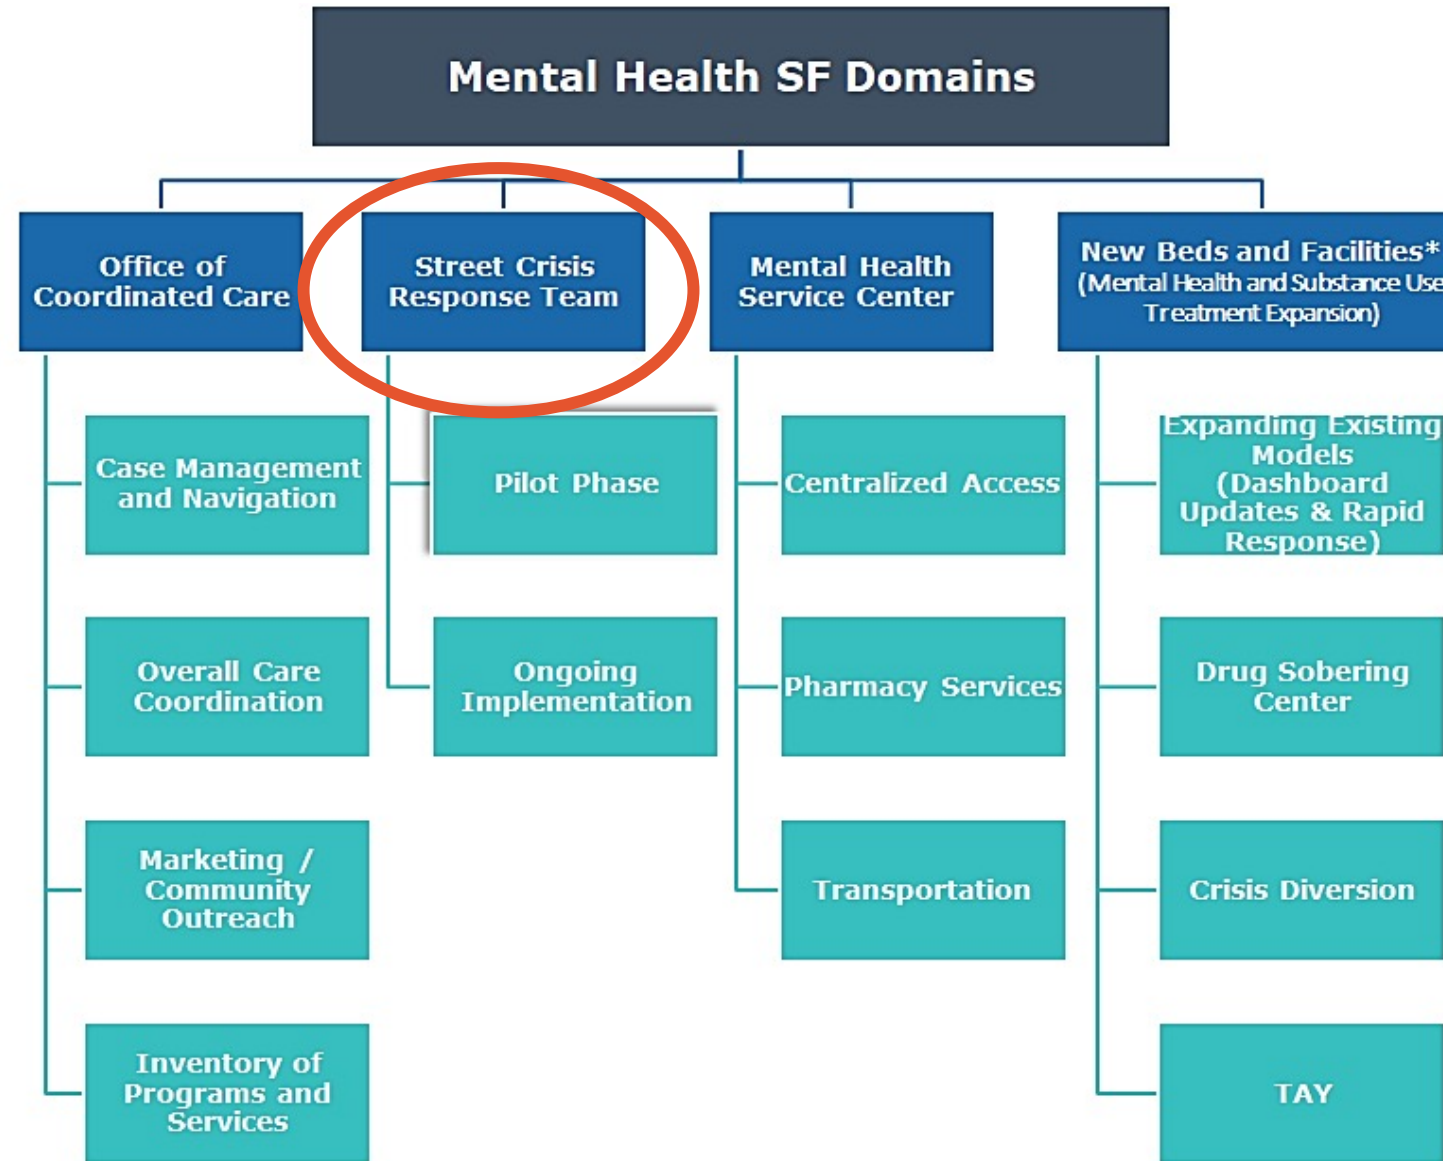 Mental Health SF Domains
Office of
Coordinated Care
Street Crisis
Response Team
Mental Health
Service Center
New Beds and Facilities*
(Mental Health and Substance Use
Treatment Expansion)
Case Management
and Navigation
Pilot Phase
Centralized Access
Expanding Existing
Models
(Dashboard
Updates & Rapid
Response)
Overall Care
Coordination
Ongoing
Implementation
Pharmacy Services
Drug Sobering
Center
Marketing /
Community
Outreach
Transportation
Crisis Diversion
Inventory of
Programs and
Services
TAY